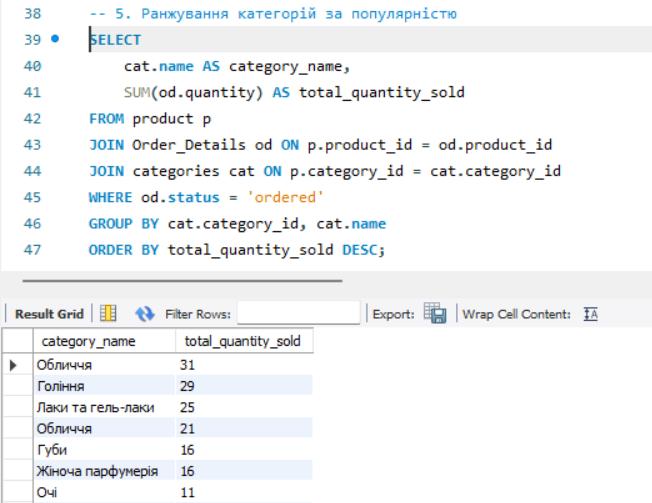 38 -- 5. Ранжування категорій за популярністю
39 SELECT
40 cat.name AS category_name,
41 SUM(od.quantity) AS total_quantity_sold
42 FROM product p
43 JOIN Order_Details od ON p.product_id = od.product_id
44 JOIN categories cat ON p.category_id = cat.category_id
45 WHERE od.status = 'ordered'
46 GROUP BY cat.category_id, cat.name
47 ORDER BY total_quantity_sold DESC;
Result Grid Filter Rows: Export: Wrap Cell Content: IA
category_name total_quantity_sold
Обличчя 31
Гоління 29
Лаки та гель-лаки 25
Обличчя 21
Губи 16
Жіноча парфумерія 16
Очі 11